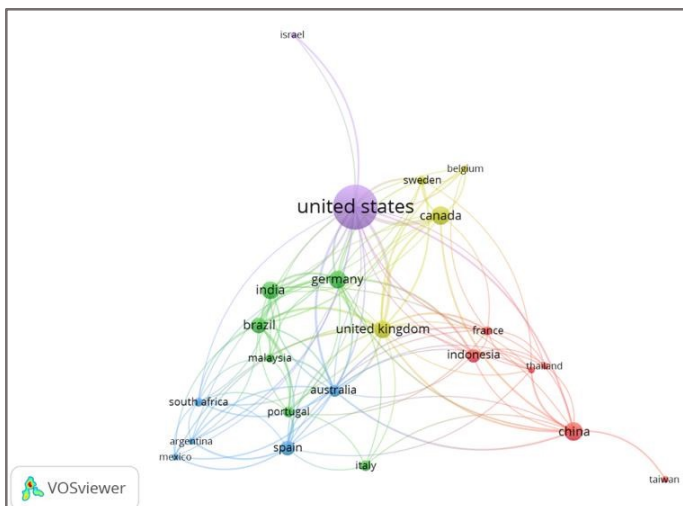 israel
belgium
sweden
united states
canada
germany
india
brazil
united kingdom
france
malaysia
indonesia
thailand
south africa
australia
portugal
china
argentina
spain
mexico
italy
taiwan
VOSviewer